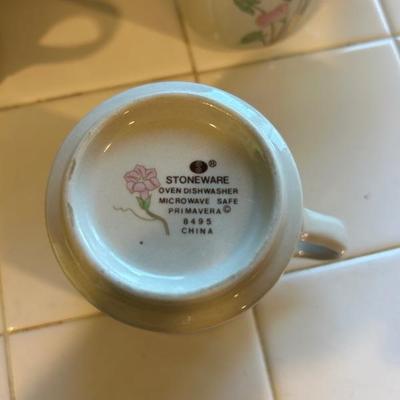 ®
STONEWARE
OVEN DISHWASHER
MICROWAVE SAFE
PRIMAVERA ©
8495
CHINA